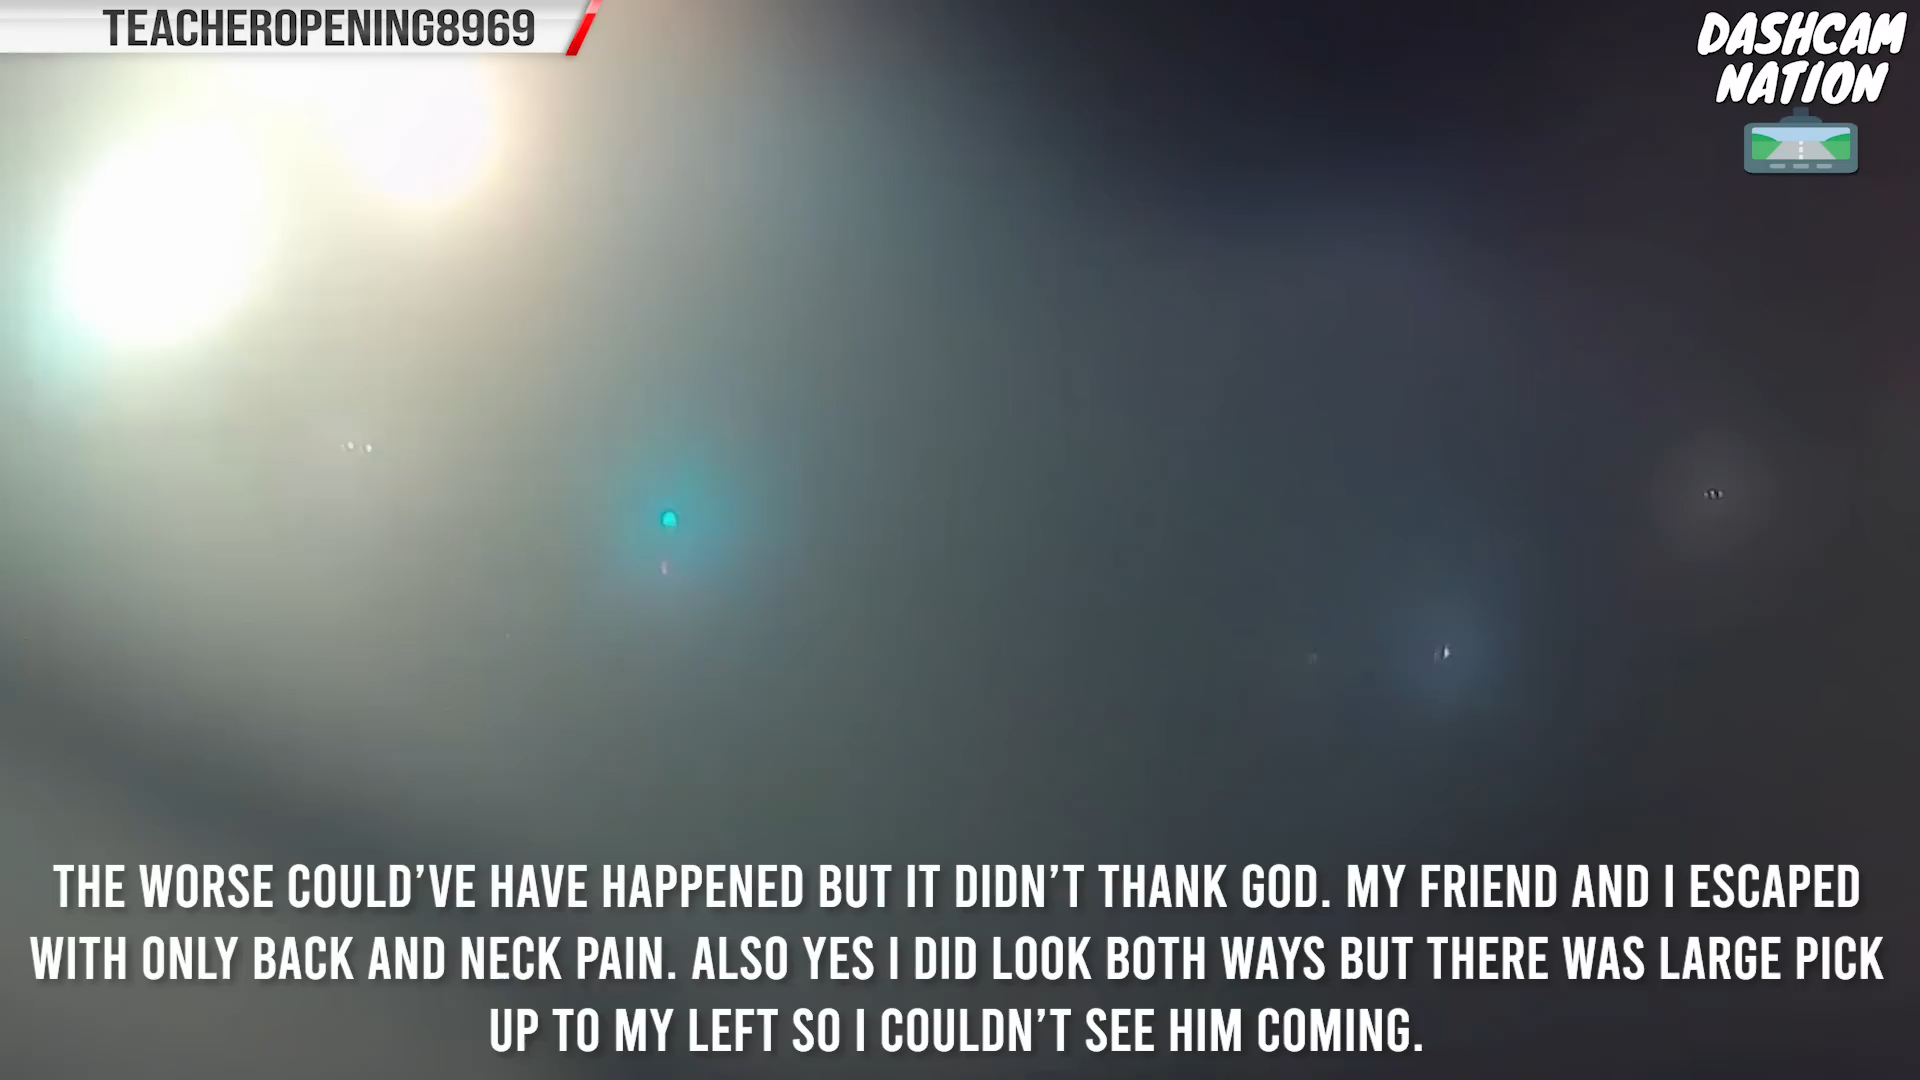 TEACHEROPENING8969
DASHCAM
NATION
THE WORSE COULD'VE HAVE HAPPENED BUT IT DIDN'T THANK GOD. MY FRIEND AND I ESCAPED
WITH ONLY BACK AND NECK PAIN. ALSO YES I DID LOOK BOTH WAYS BUT THERE WAS LARGE PICK
UP TO MY LEFT SO I COULDN'T SEE HIM COMING.